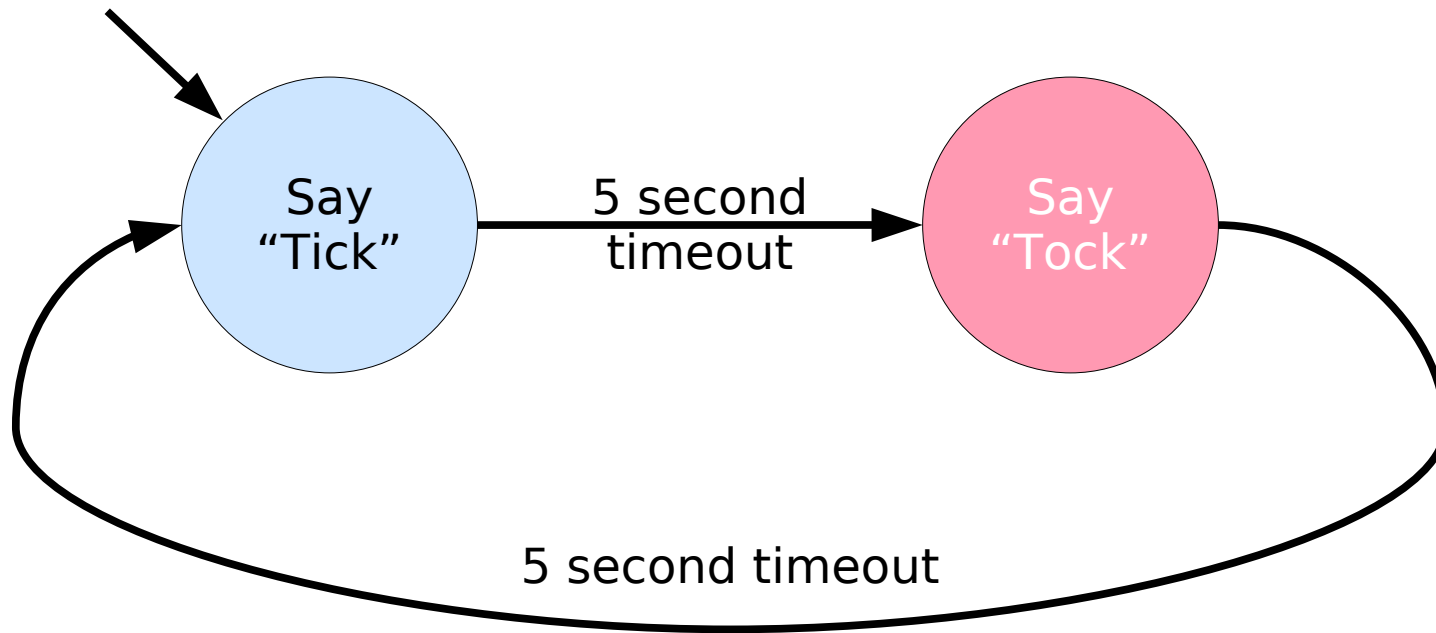 Say
“Tick”
5 second
timeout
Say
“Tock”
5 second timeout